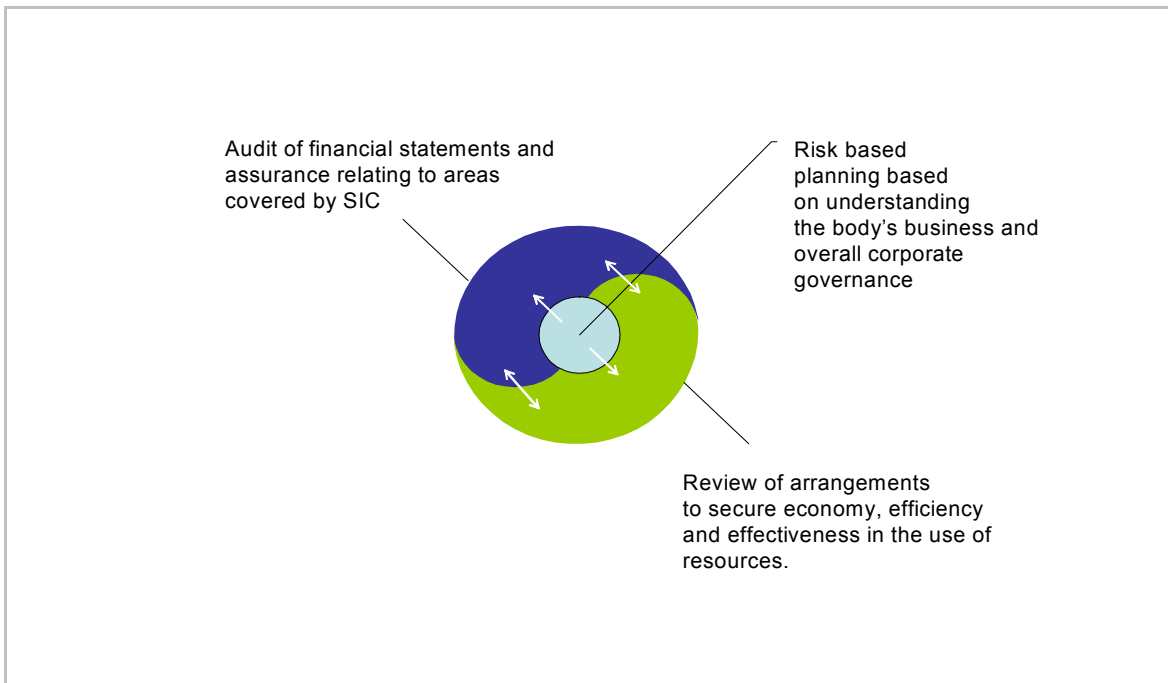 Audit of financial statements and
assurance relating to areas
covered by SIC
Risk based
planning based
on understanding
the body's business and
overall corporate
governance
Review of arrangements
to secure economy, efficiency
and effectiveness in the use of
resources.